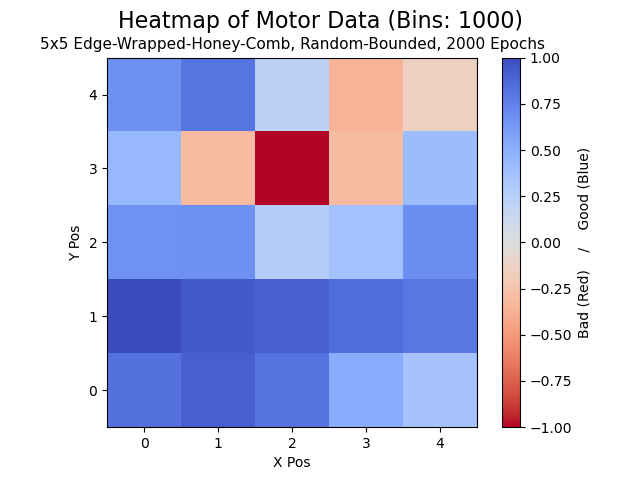 Heatmap of Motor Data (Bins: 1000)
5x5 Edge-Wrapped-Honey-Comb, Random-Bounded, 2000 Epochs
4
3
2
1
0
Y Pos
0 1 2 3 4
X Pos
1.00
0.75
0.50
0.25
0.00
−0.25
−0.50
−0.75
−1.00
Bad (Red) / Good (Blue)